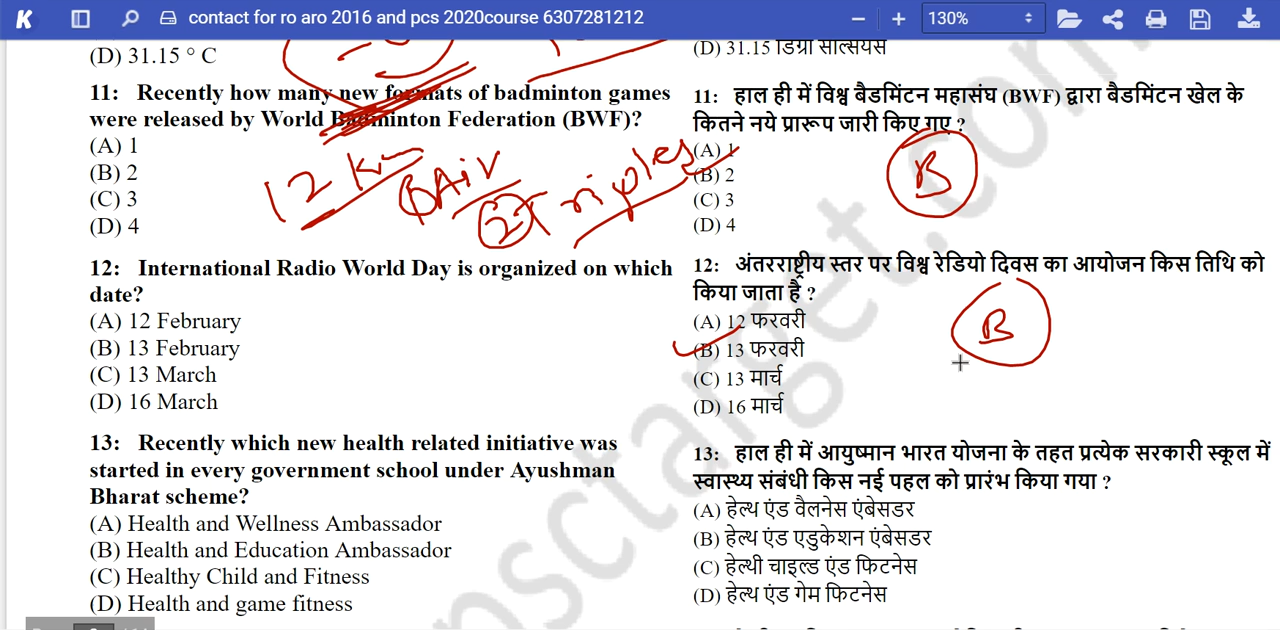 contact for ro aro 2016 and pcs 2020course 6307281212
130%
(D) 31.15 ° C
11: Recently how many new formats of badminton games
were released by World Badminton Federation (BWF)?
(A) 1
(B) 2
(C) 3
(D) 4
12 km
① Air
② Triples
12: International Radio World Day is organized on which
date?
(A) 12 February
(B) 13 February
(C) 13 March
(D) 16 March
13: Recently which new health related initiative was
started in every government school under Ayushman
Bharat scheme?
(A) Health and Wellness Ambassador
(B) Health and Education Ambassador
(C) Healthy Child and Fitness
(D) Health and game fitness
(D) 31.15 डिग्री सेल्सियस
11: हाल ही में विश्व बैडमिंटन महासंघ (BWF) द्वारा बैडमिंटन खेल के
कितने नये प्रारूप जारी किए गए ?
(A) 1
(B) 2
(C) 3
(D) 4
B
12: अंतरराष्ट्रीय स्तर पर विश्व रेडियो दिवस का आयोजन किस तिथि को
किया जाता है ?
(A) 12 फरवरी
(B) 13 फरवरी
(C) 13 मार्च
(D) 16 मार्च
B
13: हाल ही में आयुष्मान भारत योजना के तहत प्रत्येक सरकारी स्कूल में
स्वास्थ्य संबंधी किस नई पहल को प्रारंभ किया गया ?
(A) हेल्थ एंड वैलनेस एंबेसडर
(B) हेल्थ एंड एडुकेशन एंबेसडर
(C) हेल्थी चाइल्ड एंड फिटनेस
(D) हेल्थ एंड गेम फिटनेस
nsctarget.com